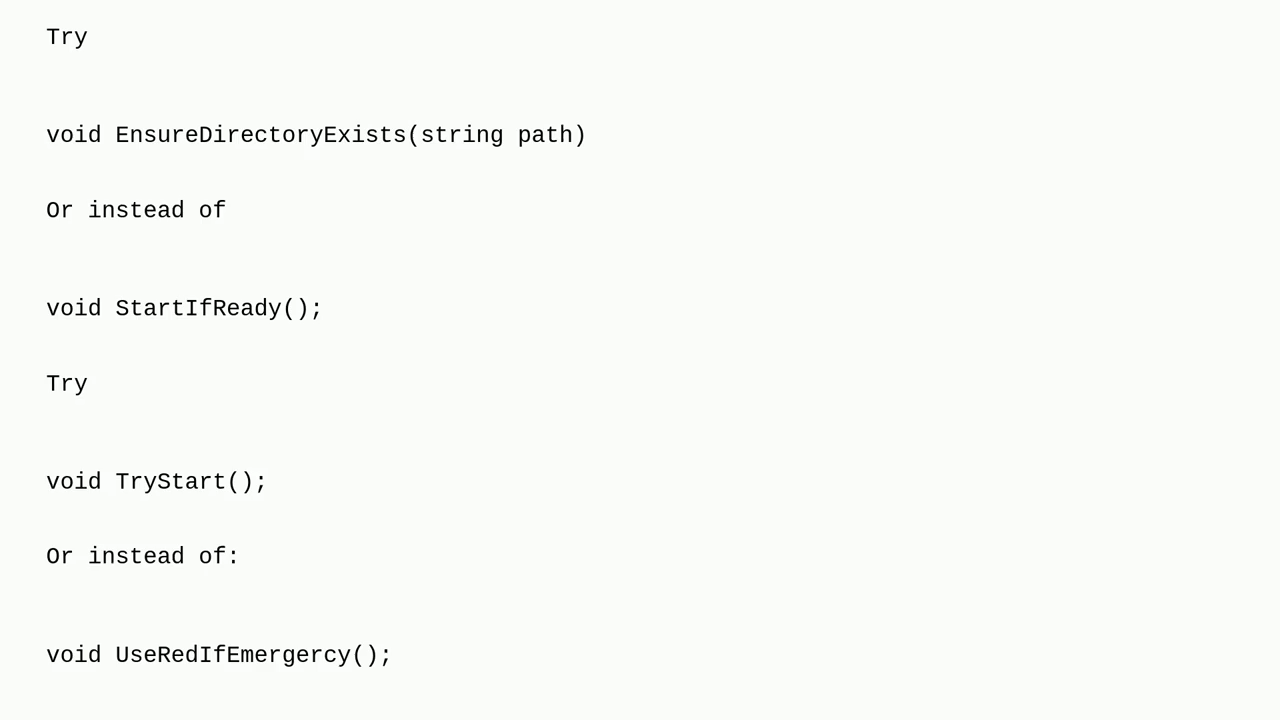 Try
void EnsureDirectoryExists(string path)
Or instead of
void StartIfReady();
Try
void TryStart();
Or instead of:
void UseRedIfEmergercy();